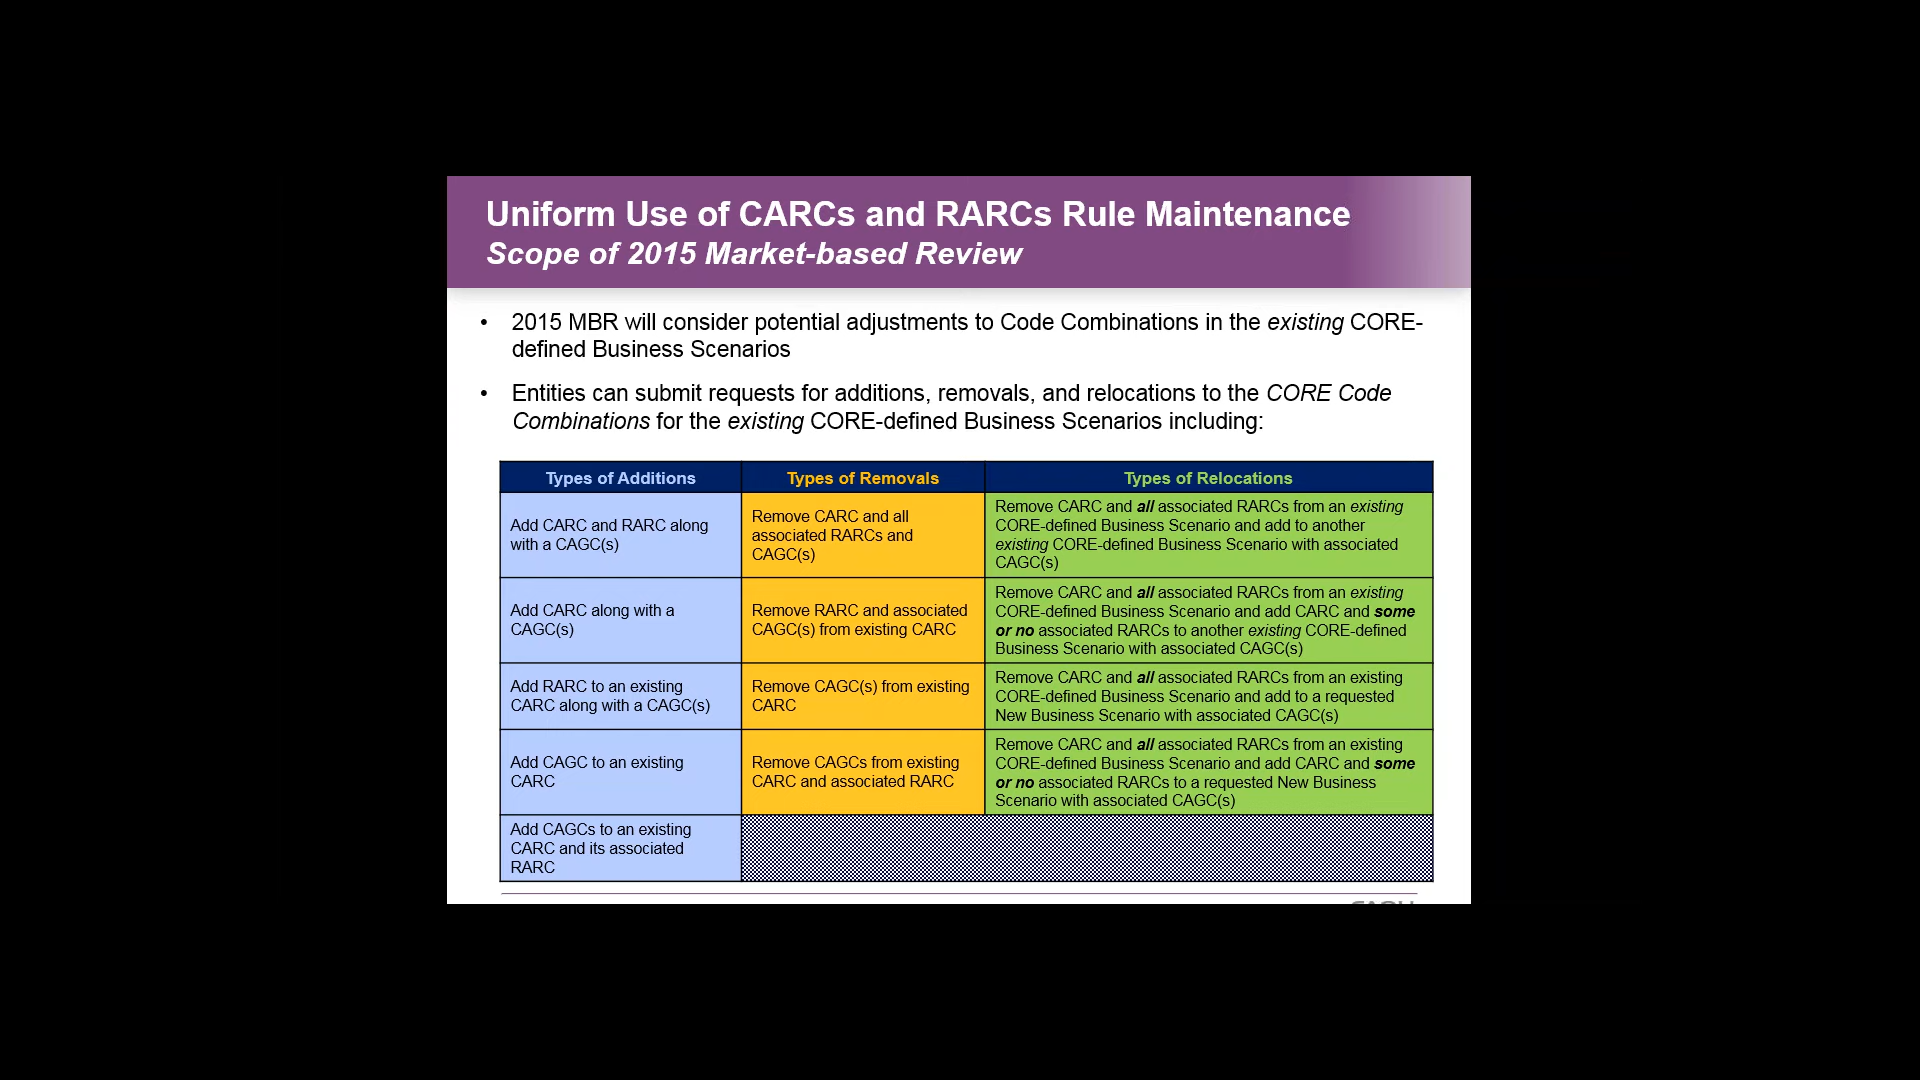 Uniform Use of CARCs and RARCs Rule Maintenance
Scope of 2015 Market-based Review
• 2015 MBR will consider potential adjustments to Code Combinations in the existing CORE-
defined Business Scenarios
• Entities can submit requests for additions, removals, and relocations to the CORE Code
Combinations for the existing CORE-defined Business Scenarios including:
Types of Additions
Types of Removals
Types of Relocations
Add CARC and RARC along
with a CAGC(s)
Remove CARC and all
associated RARCs and
CAGC(s)
Remove CARC and all associated RARCs from an existing
CORE-defined Business Scenario and add to another
existing CORE-defined Business Scenario with associated
CAGC(s)
Add CARC along with a
CAGC(s)
Remove RARC and associated
CAGC(s) from existing CARC
Remove CARC and all associated RARCs from an existing
CORE-defined Business Scenario and add CARC and some
or no associated RARCs to another existing CORE-defined
Business Scenario with associated CAGC(s)
Add RARC to an existing
CARC along with a CAGC(s)
Remove CAGC(s) from existing
CARC
Remove CARC and all associated RARCs from an existing
CORE-defined Business Scenario and add to a requested
New Business Scenario with associated CAGC(s)
Add CAGC to an existing
CARC
Remove CAGCs from existing
CARC and associated RARC
Remove CARC and all associated RARCs from an existing
CORE-defined Business Scenario and add CARC and some
or no associated RARCs to a requested New Business
Scenario with associated CAGC(s)
Add CAGCs to an existing
CARC and its associated
RARC